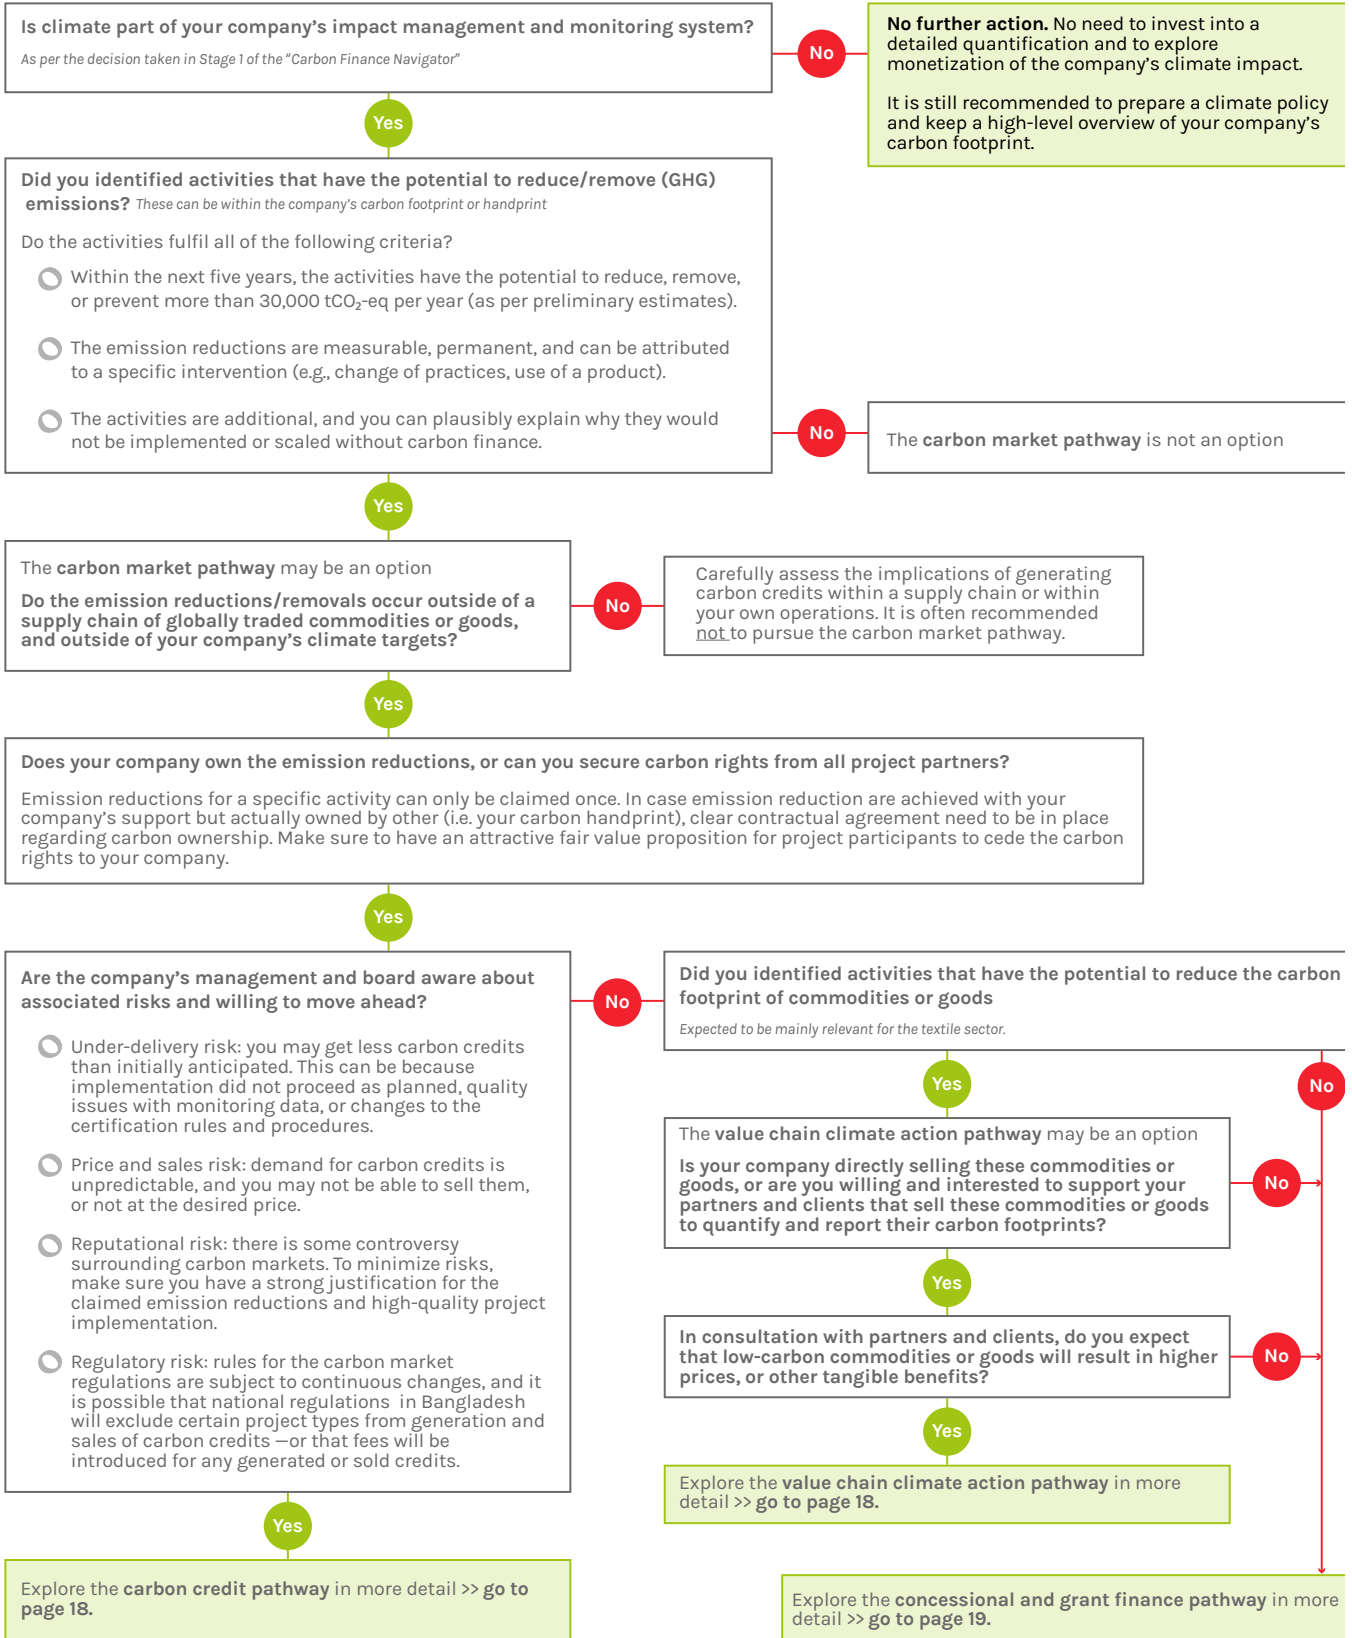 Is climate part of your company's impact management and monitoring system?
As per the decision taken in Stage 1 of the "Carbon Finance Navigator"
No
No further action. No need to invest into a
detailed quantification and to explore
monetization of the company's climate impact.
It is still recommended to prepare a climate policy
and keep a high-level overview of your company's
carbon footprint.
Yes
Did you identified activities that have the potential to reduce/remove (GHG)
emissions? These can be within the company's carbon footprint or handprint
Do the activities fulfil all of the following criteria?
Within the next five years, the activities have the potential to reduce, remove,
or prevent more than 30,000 tCO₂-eq per year (as per preliminary estimates).
The emission reductions are measurable, permanent, and can be attributed
to a specific intervention (e.g., change of practices, use of a product).
The activities are additional, and you can plausibly explain why they would
not be implemented or scaled without carbon finance.
No
The carbon market pathway is not an option
Yes
The carbon market pathway may be an option
Do the emission reductions/removals occur outside of a
supply chain of globally traded commodities or goods,
and outside of your company's climate targets?
No
Carefully assess the implications of generating
carbon credits within a supply chain or within
your own operations. It is often recommended
not to pursue the carbon market pathway.
Yes
Does your company own the emission reductions, or can you secure carbon rights from all project partners?
Emission reductions for a specific activity can only be claimed once. In case emission reduction are achieved with your
company's support but actually owned by other (i.e. your carbon handprint), clear contractual agreement need to be in place
regarding carbon ownership. Make sure to have an attractive fair value proposition for project participants to cede the carbon
rights to your company.
Yes
Are the company's management and board aware about
associated risks and willing to move ahead?
Under-delivery risk: you may get less carbon credits
than initially anticipated. This can be because
implementation did not proceed as planned, quality
issues with monitoring data, or changes to the
certification rules and procedures.
Price and sales risk: demand for carbon credits is
unpredictable, and you may not be able to sell them,
or not at the desired price.
Reputational risk: there is some controversy
surrounding carbon markets. To minimize risks,
make sure you have a strong justification for the
claimed emission reductions and high-quality project
implementation.
Regulatory risk: rules for the carbon market
regulations are subject to continuous changes, and it
is possible that national regulations in Bangladesh
will exclude certain project types from generation and
sales of carbon credits —or that fees will be
introduced for any generated or sold credits.
Yes
Explore the carbon credit pathway in more detail >> go to
page 18.
No
Did you identified activities that have the potential to reduce the carbon
footprint of commodities or goods
Expected to be mainly relevant for the textile sector.
Yes
No
The value chain climate action pathway may be an option
Is your company directly selling these commodities or
goods, or are you willing and interested to support your
partners and clients that sell these commodities or goods
to quantify and report their carbon footprints?
No
Yes
In consultation with partners and clients, do you expect
that low-carbon commodities or goods will result in higher
prices, or other tangible benefits?
No
Yes
Explore the value chain climate action pathway in more
detail >> go to page 18.
Explore the concessional and grant finance pathway in more
detail >> go to page 19.